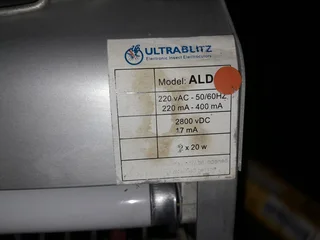 ULTRABLITZ
Electronic Insect Electrocutors
Model: ALD
220 vAC - 50/60HZ
220 mA - 400 mA
2800 vDC
17 mA
2 x 20 w